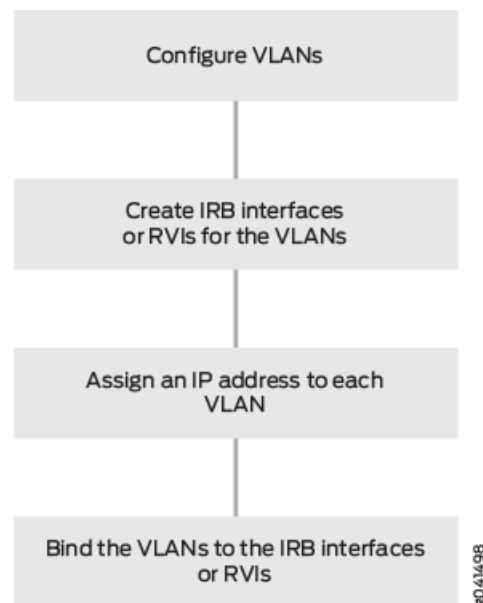 Configure VLANs
Create IRB interfaces
or RVIs for the VLANs
Assign an IP address to each
VLAN
Bind the VLANs to the IRB interfaces
or RVIs
g041498